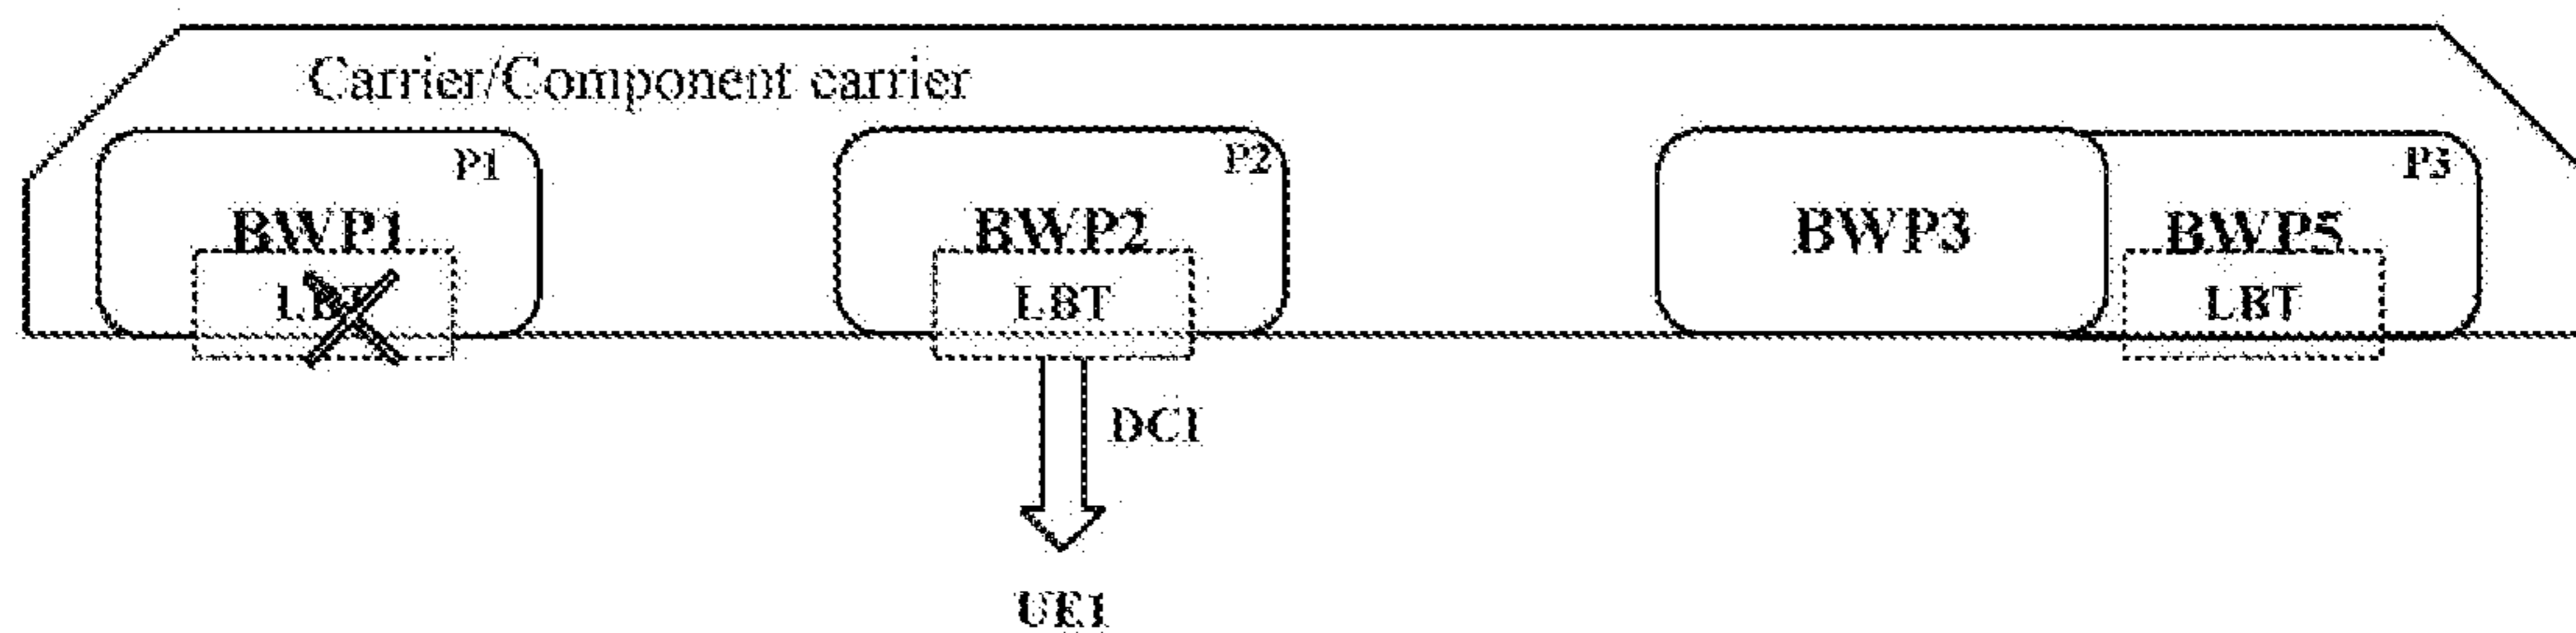 Carrier/Component carrier
P1
BWP1
LBT
P2
BWP2
LBT
BWP3
P3
BWP5
LBT
DCI
UE1